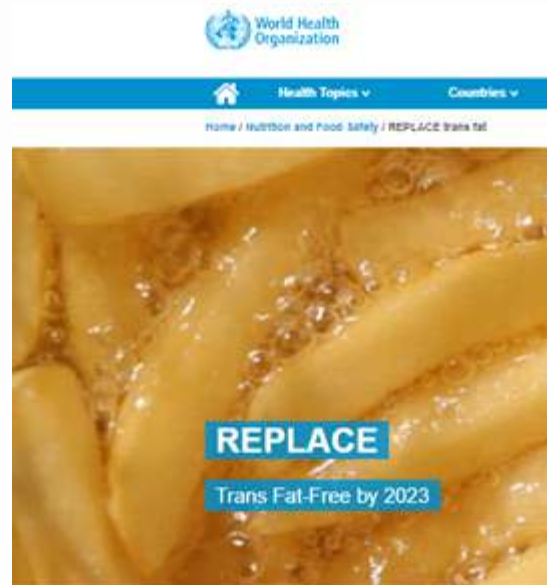 World Health
Organization
Health Topics
Countries
Home / Nutrition and Food Safety / REPLACE trans fat
REPLACE
Trans Fat-Free by 2023